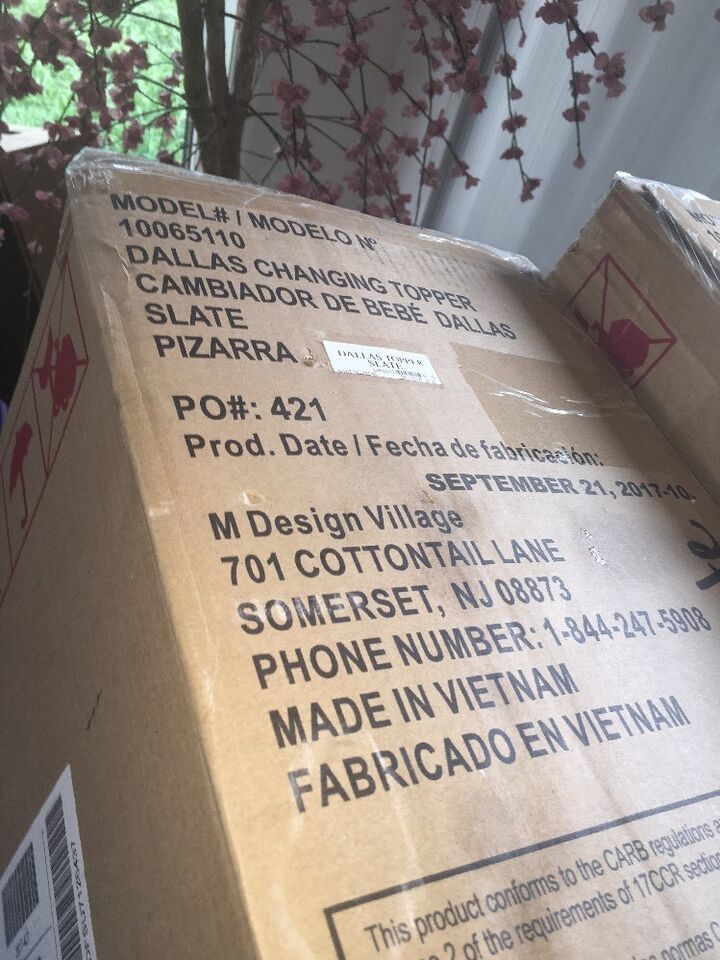 MODEL# / MODELO Nº
10065110
DALLAS CHANGING TOPPER
CAMBIADOR DE BEBÉ DALLAS
SLATE
PIZARRA
DALLAS TOPPER
SLATE
PO#: 421
Prod. Date / Fecha de fabricación:
SEPTEMBER 21, 2017-10
M Design Village
701 COTTONTAIL LANE
SOMERSET, NJ 08873
PHONE NUMBER: 1-844-247-5908
MADE IN VIETNAM
FABRICADO EN VIETNAM
This product conforms to the CARB regulations
2 of the requirements of 17CCR
normas